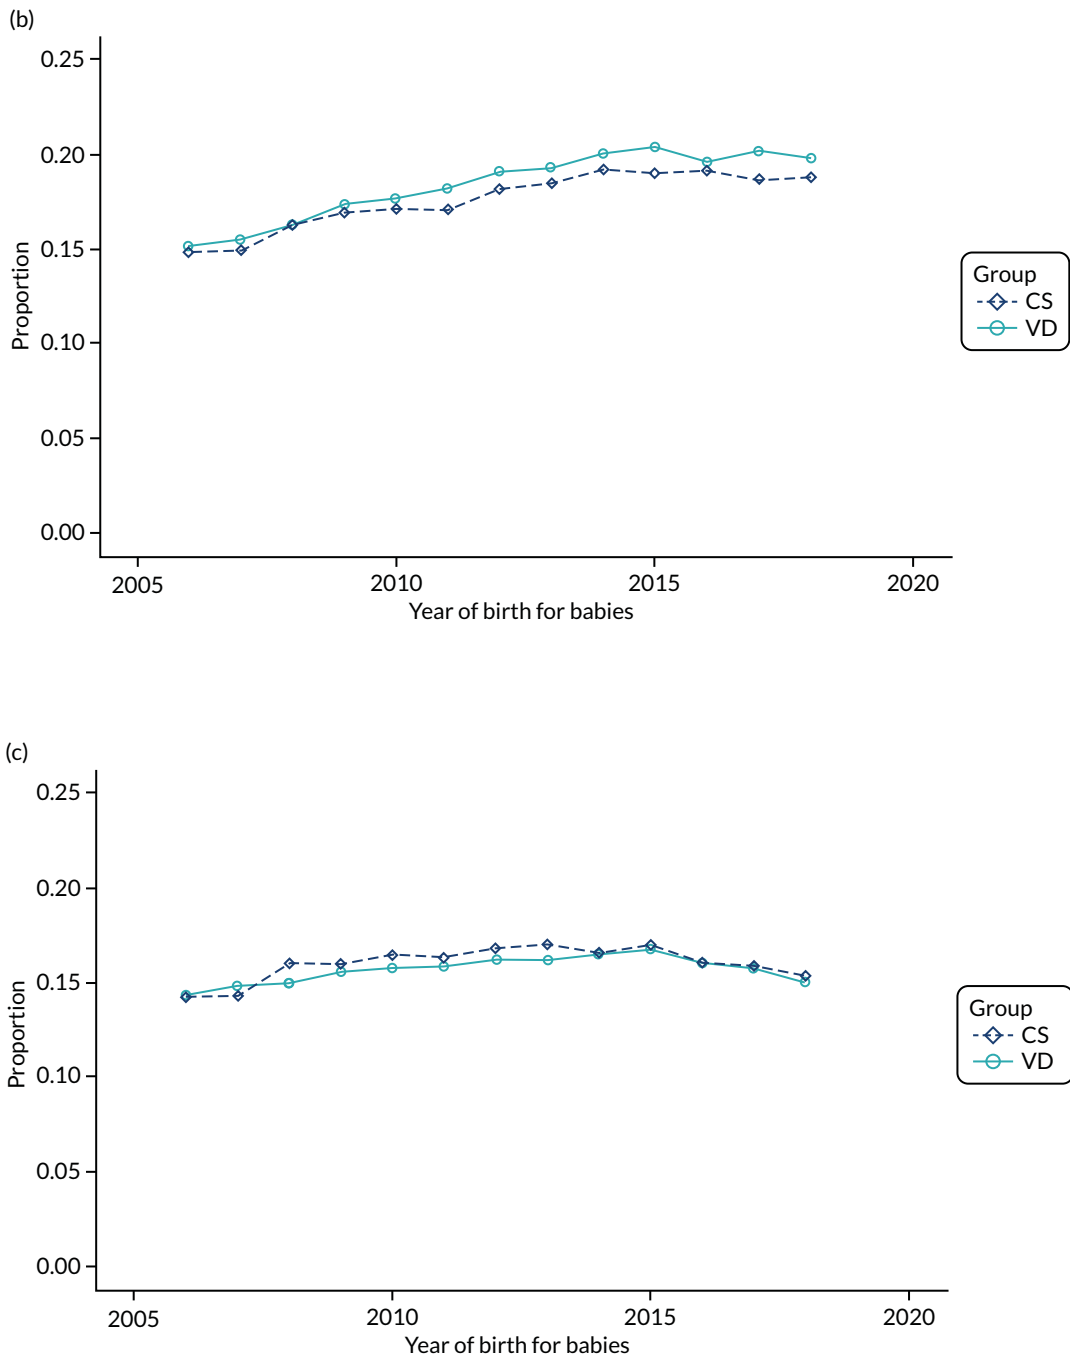 (b)
0.25
0.20
0.15
0.10
0.05
0.00
Proportion
2005 2010 2015 2020
Year of birth for babies
Group
CS
VD
(c)
0.25
0.20
0.15
0.10
0.05
0.00
Proportion
2005 2010 2015 2020
Year of birth for babies
Group
CS
VD